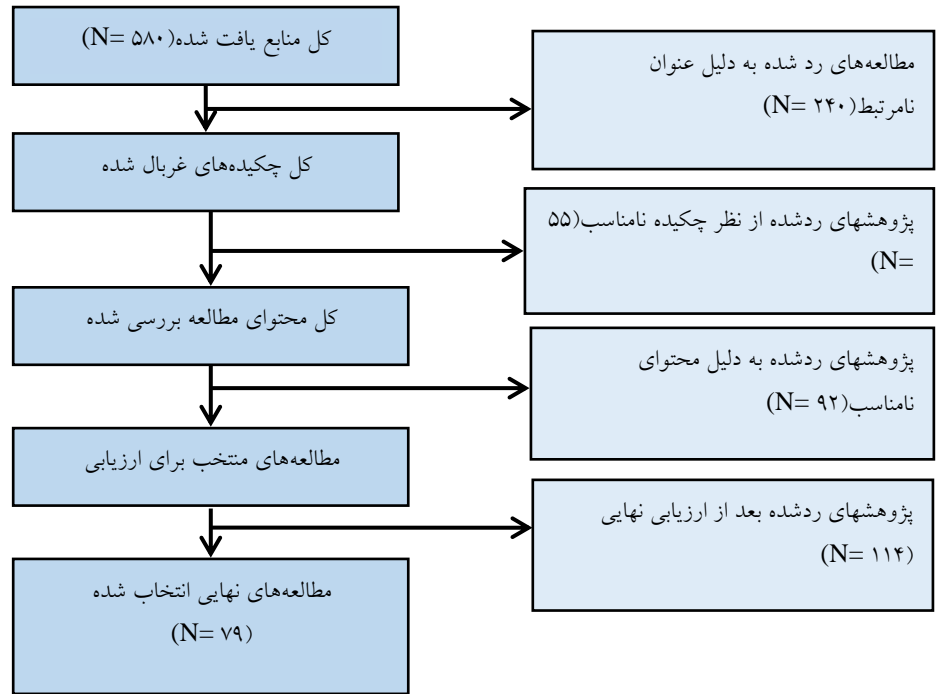 کل منابع یافت شده(N= ۵۸۰)
مطالعه‌های رد شده به دلیل عنوان
نامرتبط(N= ۲۴۰)
کل چکیده‌های غربال شده
پژوهشهای ردشده از نظر چکیده نامناسب(۵۵
N=)
کل محتوای مطالعه بررسی شده
پژوهشهای ردشده به دلیل محتوای
نامناسب(N= ۹۲)
مطالعه‌های منتخب برای ارزیابی
پژوهشهای ردشده بعد از ارزیابی نهایی
(N= ۱۱۴)
مطالعه‌های نهایی انتخاب شده
(N= ۷۹)